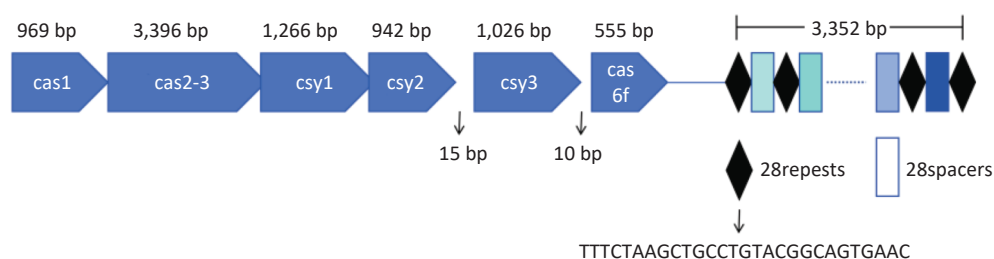 969 bp 3,396 bp 1,266 bp 942 bp 1,026 bp 555 bp 3,352 bp
cas1 cas2-3 csy1 csy2 csy3 cas
6f
15 bp 10 bp
28repests 28spacers
TTTCTAAGCTGCCTGTACGGCAGTGAAC